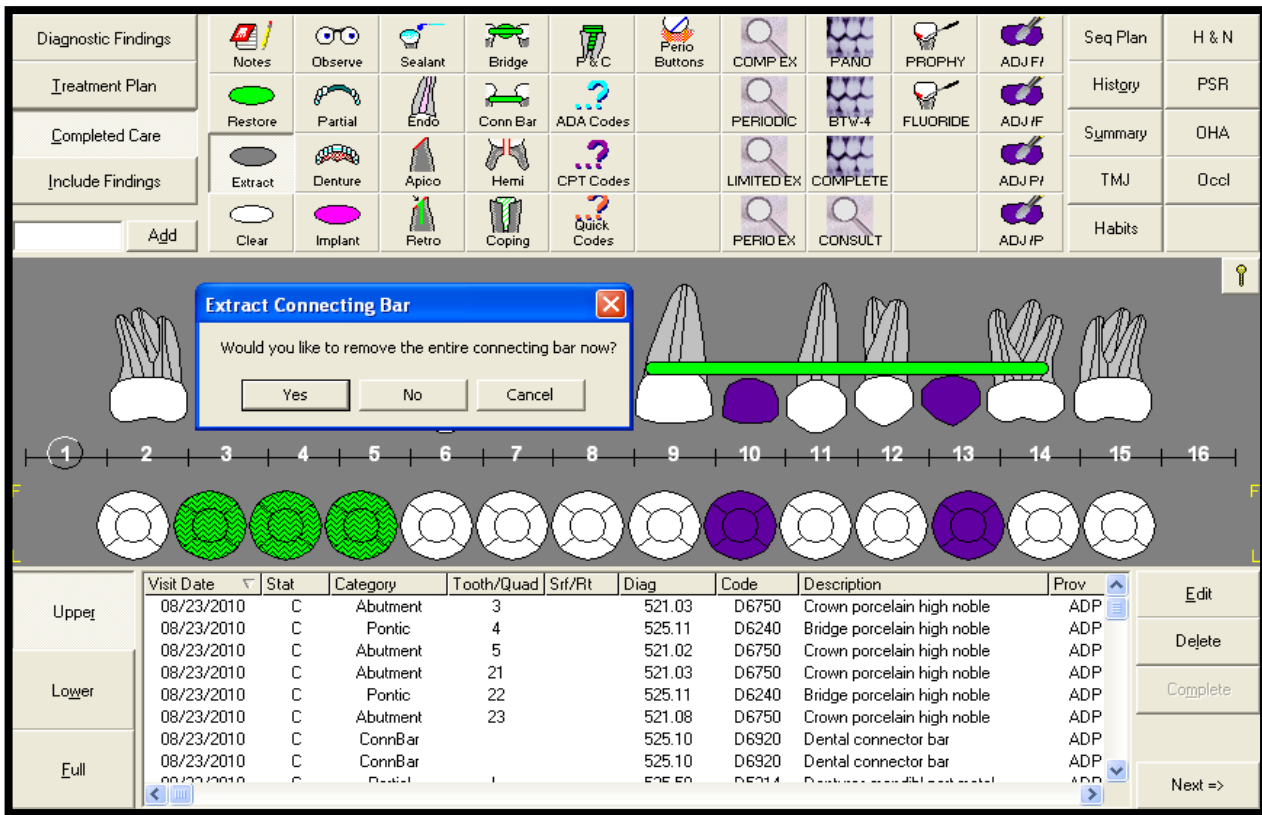 Diagnostic Findings
Treatment Plan
Completed Care
Include Findings
Add
Notes Observe Sealant Bridge P & C Perio Buttons COMP EX PANO PROPHY ADJ F/
Restore Partial Endo Conn Bar ADA Codes PERIODIC BTW-4 FLUORIDE ADJ /F
Extract Denture Apico Hemi CPT Codes LIMITED EX COMPLETE ADJ P/
Clear Implant Retro Coping Quick Codes PERIO EX CONSULT ADJ /P
Seq Plan H & N
History PSR
Summary OHA
TMJ Occl
Habits
Extract Connecting Bar
Would you like to remove the entire connecting bar now?
Yes No Cancel
1 2 3 4 5 6 7 8 9 10 11 12 13 14 15 16
F F
L L
Upper
Lower
Full
Visit Date Stat Category Tooth/Quad Srf/Rt Diag Code Description Prov
08/23/2010 C Abutment 3 521.03 D6750 Crown porcelain high noble ADP
08/23/2010 C Pontic 4 525.11 D6240 Bridge porcelain high noble ADP
08/23/2010 C Abutment 5 521.02 D6750 Crown porcelain high noble ADP
08/23/2010 C Abutment 21 521.03 D6750 Crown porcelain high noble ADP
08/23/2010 C Pontic 22 525.11 D6240 Bridge porcelain high noble ADP
08/23/2010 C Abutment 23 521.08 D6750 Crown porcelain high noble ADP
08/23/2010 C ConnBar 525.10 D6920 Dental connector bar ADP
08/23/2010 C ConnBar 525.10 D6920 Dental connector bar ADP
Edit
Delete
Complete
Next =>